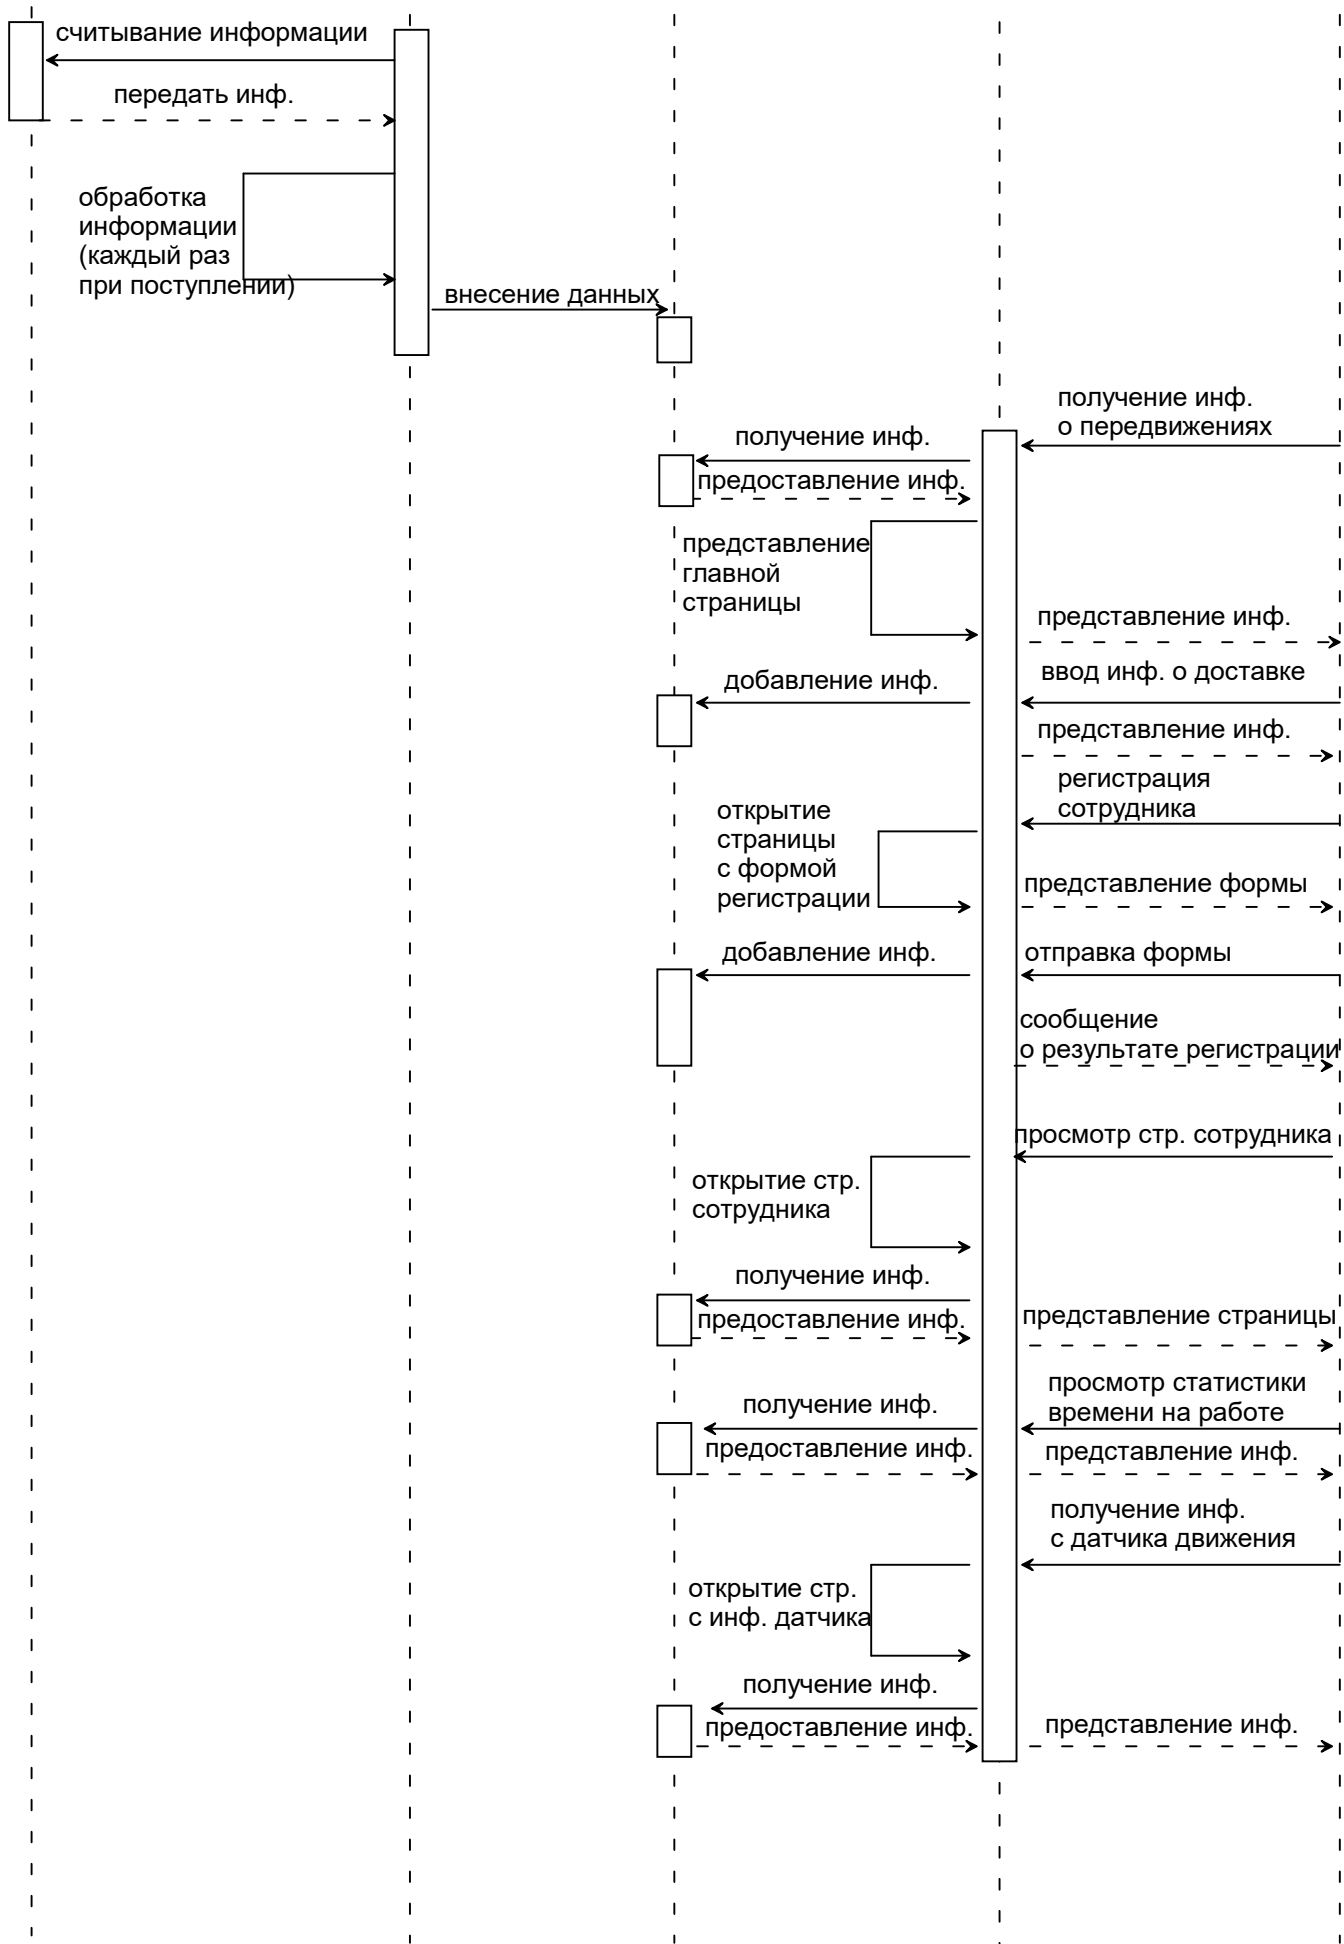 считывание информации
передать инф.
обработка
информации
(каждый раз
при поступлении)
внесение данных
получение инф.
о передвижениях
получение инф.
предоставление инф.
представление
главной
страницы
представление инф.
ввод инф. о доставке
добавление инф.
представление инф.
регистрация
сотрудника
открытие
страницы
с формой
регистрации
представление формы
добавление инф.
отправка формы
сообщение
о результате регистрации
просмотр стр. сотрудника
открытие стр.
сотрудника
получение инф.
предоставление инф.
представление страницы
просмотр статистики
времени на работе
получение инф.
предоставление инф.
представление инф.
получение инф.
с датчика движения
открытие стр.
с инф. датчика
получение инф.
предоставление инф.
представление инф.